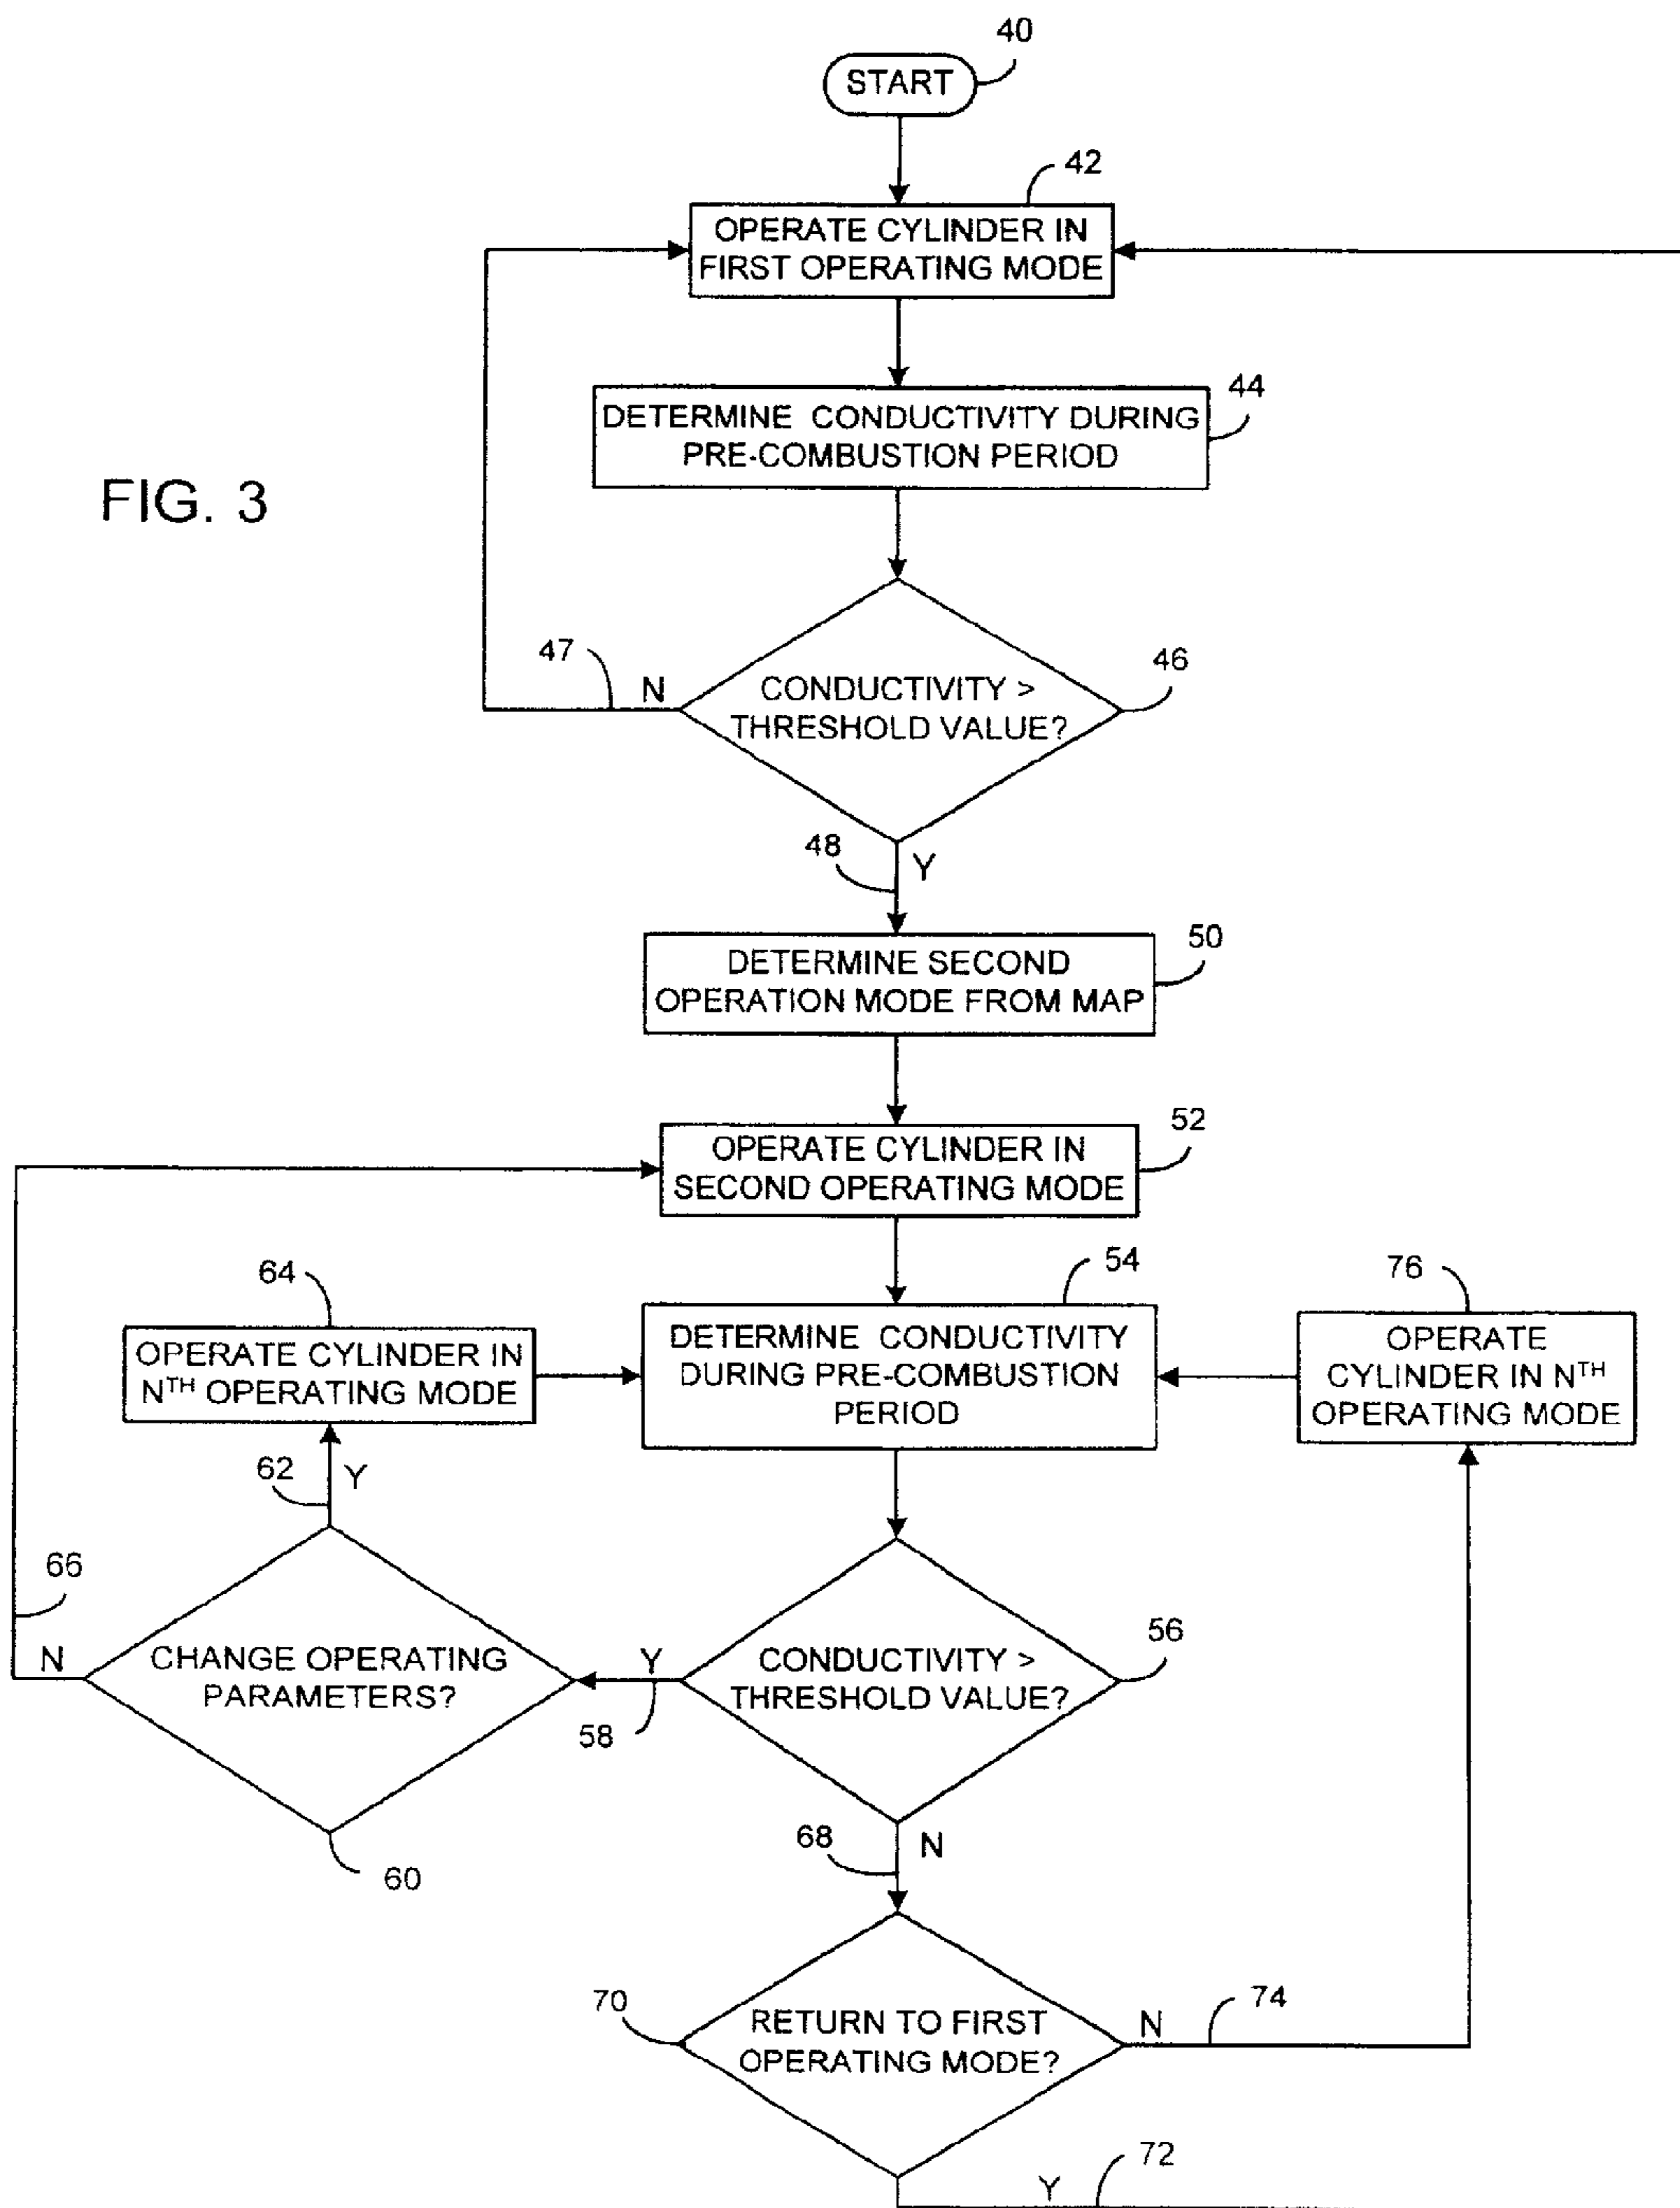 40
START
42
OPERATE CYLINDER IN
FIRST OPERATING MODE
44
DETERMINE CONDUCTIVITY DURING
PRE-COMBUSTION PERIOD
FIG. 3
47
N
46
CONDUCTIVITY >
THRESHOLD VALUE?
48
Y
50
DETERMINE SECOND
OPERATION MODE FROM MAP
52
OPERATE CYLINDER IN
SECOND OPERATING MODE
64
54
76
OPERATE CYLINDER IN
NTH OPERATING MODE
DETERMINE CONDUCTIVITY
DURING PRE-COMBUSTION
PERIOD
OPERATE
CYLINDER IN NTH
OPERATING MODE
62
Y
66
N
CHANGE OPERATING
PARAMETERS?
60
Y
58
56
CONDUCTIVITY >
THRESHOLD VALUE?
68
N
70
RETURN TO FIRST
OPERATING MODE?
N
74
Y
72